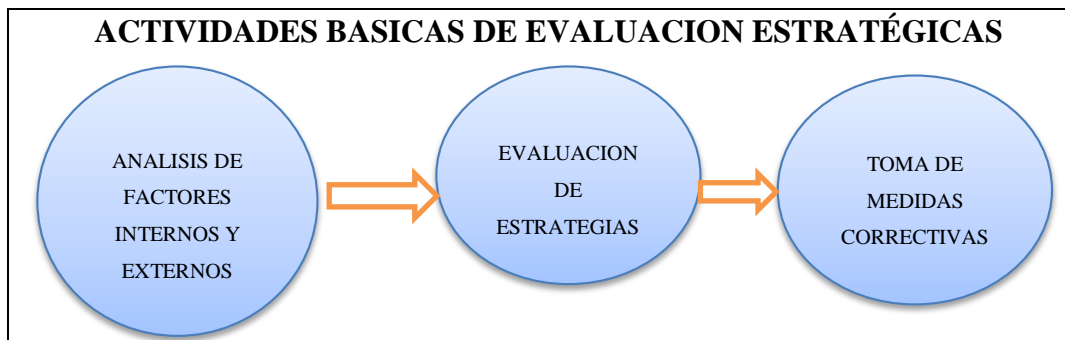 ACTIVIDADES BASICAS DE EVALUACION ESTRATÉGICAS
ANALISIS DE
FACTORES
INTERNOS Y
EXTERNOS
EVALUACION
DE
ESTRATEGIAS
TOMA DE
MEDIDAS
CORRECTIVAS